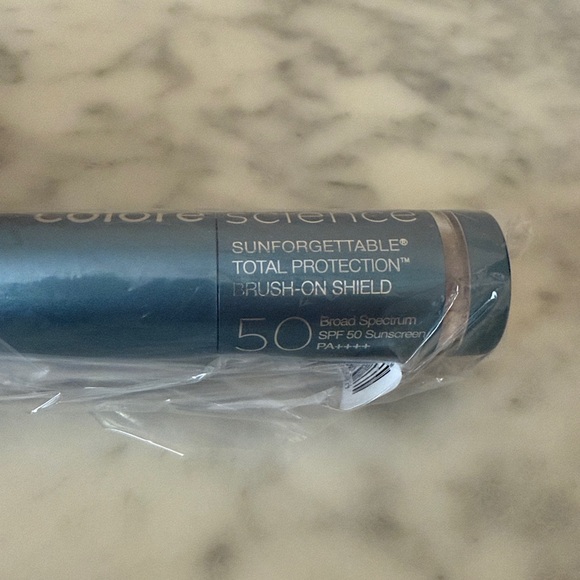 colore science
SUNFORGETTABLE®
TOTAL PROTECTION™
BRUSH-ON SHIELD
50 Broad Spectrum
SPF 50 Sunscreen
PA++++